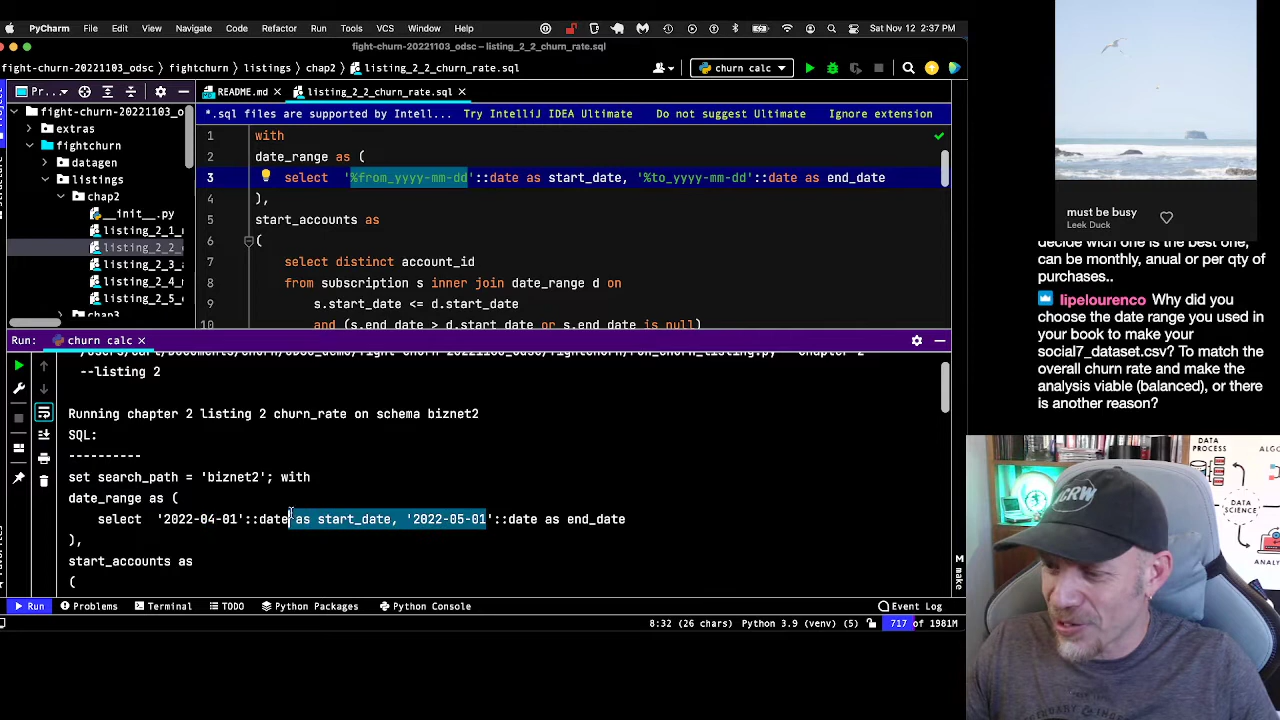 PyCharm File Edit View Navigate Code Refactor Run Tools VCS Window Help Sat Nov 12 2:37 PM
fight-churn-20221103_odsc – listing_2_2_churn_rate.sql
fight-churn-20221103_odsc fightchurn listings chap2 listing_2_2_churn_rate.sql churn calc
Pr... README.md listing_2_2_churn_rate.sql
fight-churn-20221103_o
extras
fightchurn
datagen
listings
chap2
__init__.py
listing_2_1_
listing_2_2_
listing_2_3_
listing_2_4_
listing_2_5_
chap3
*.sql files are supported by Intell... Try IntelliJ IDEA Ultimate Do not suggest Ultimate Ignore extension
1 with
2 date_range as (
3 select '%from_yyyy-mm-dd'::date as start_date, '%to_yyyy-mm-dd'::date as end_date
4 ),
5 start_accounts as
6 (
7 select distinct account_id
8 from subscription s inner join date_range d on
9 s.start_date <= d.start_date
10 and (s.end_date > d.start_date or s.end_date is null)
Run: churn calc
--listing 2
Running chapter 2 listing 2 churn_rate on schema biznet2
SQL:
----------
set search_path = 'biznet2'; with
date_range as (
select '2022-04-01'::date as start_date, '2022-05-01'::date as end_date
),
start_accounts as
(
Run Problems Terminal TODO Python Packages Python Console Event Log
8:32 (26 chars) Python 3.9 (venv) (5) 717 of 1981M
make
must be busy
Leek Duck
decide wich one is the best one,
can be monthly, anual or per qty of
purchases..
lipelourenco Why did you
choose the date range you used in
your book to make your
social7_dataset.csv? To match the
overall churn rate and make the
analysis viable (balanced), or there
is another reason?
DATA
PROCESS
DATA
SCIENCE